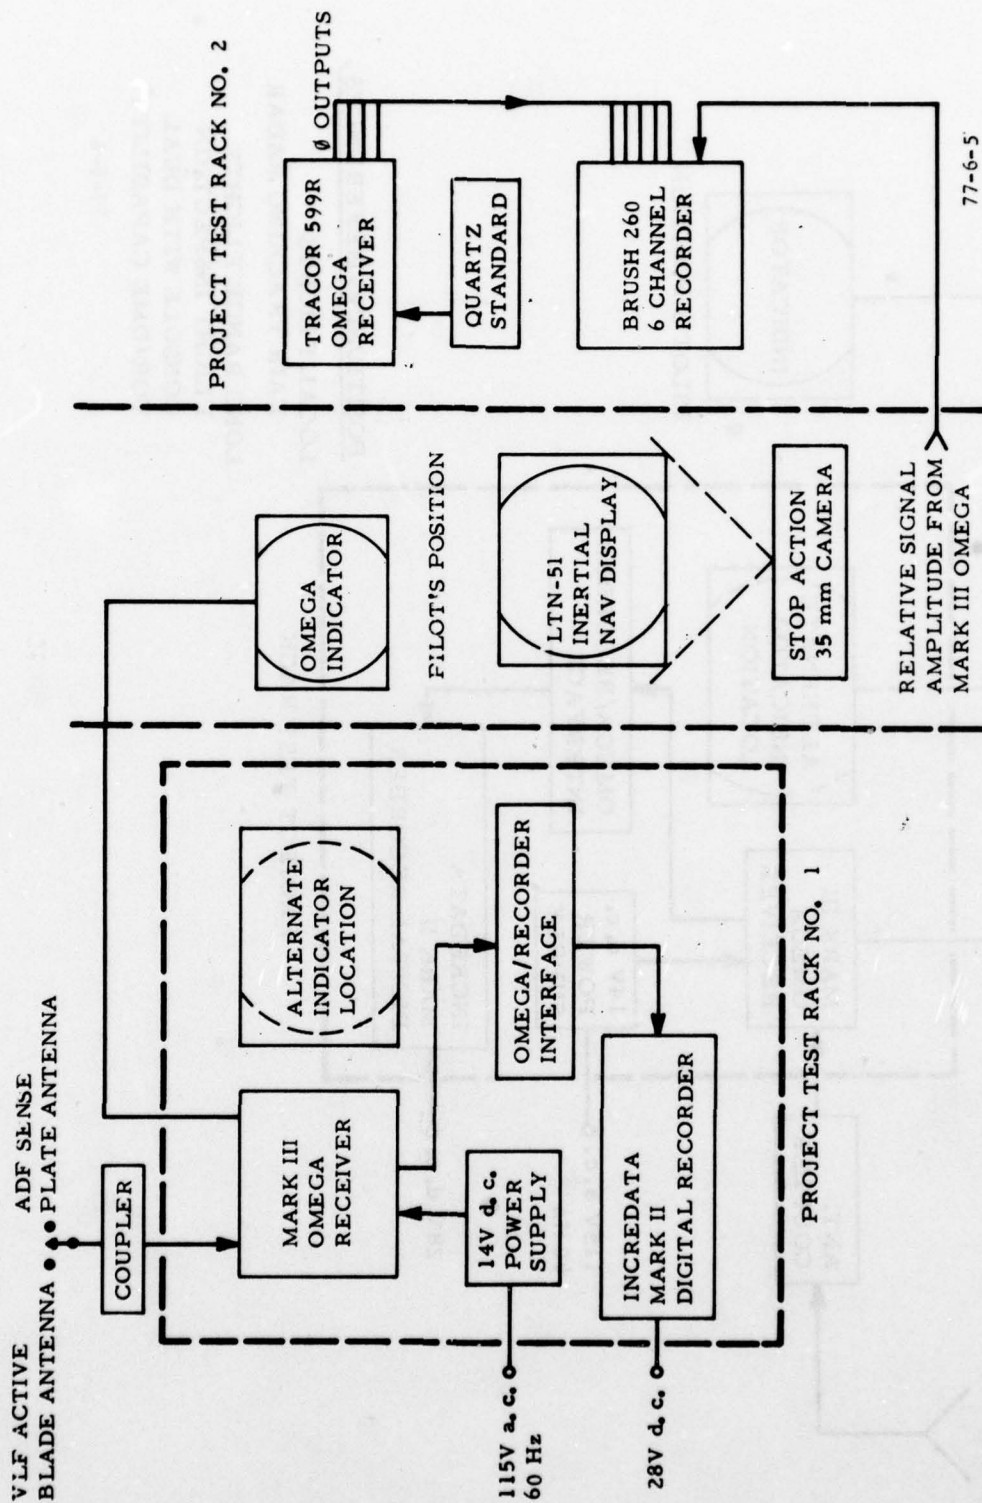 VLF ACTIVE
BLADE ANTENNA
ADF SENSE
PLATE ANTENNA
COUPLER
MARK III
OMEGA
RECEIVER
ALTERNATE
INDICATOR
LOCATION
14V d. c.
POWER
SUPPLY
OMEGA/RECORDER
INTERFACE
INCREDATA
MARK II
DIGITAL RECORDER
115V a. c.
60 Hz
28V d. c.
PROJECT TEST RACK NO. 1
OMEGA
INDICATOR
PILOT'S POSITION
LTN-51
INERTIAL
NAV DISPLAY
STOP ACTION
35 mm CAMERA
RELATIVE SIGNAL
AMPLITUDE FROM
MARK III OMEGA
PROJECT TEST RACK NO. 2
TRACOR 599R
OMEGA
RECEIVER
Ø OUTPUTS
QUARTZ
STANDARD
BRUSH 260
6 CHANNEL
RECORDER
77-6-5